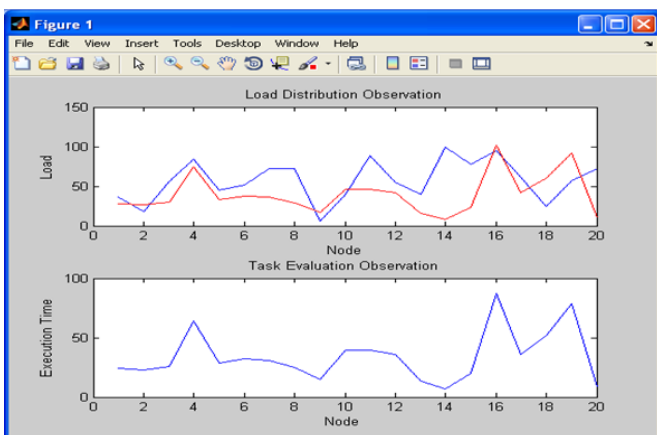 Figure 1
File Edit View Insert Tools Desktop Window Help
Load Distribution Observation
150
100
50
0
Load
0 2 4 6 8 10 12 14 16 18 20
Node
Task Evaluation Observation
100
50
0
Execution Time
0 2 4 6 8 10 12 14 16 18 20
Node